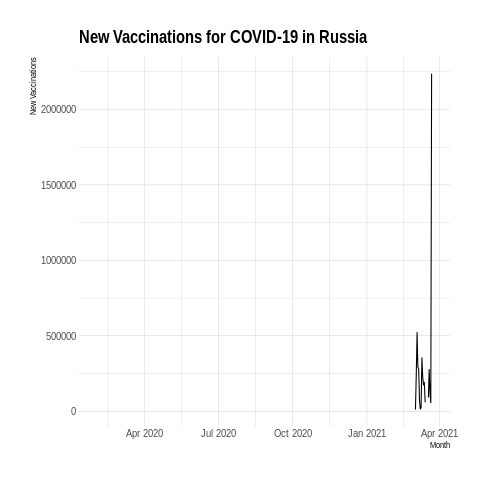 New Vaccinations for COVID-19 in Russia
New Vaccinations
2000000
1500000
1000000
500000
0
Apr 2020 Jul 2020 Oct 2020 Jan 2021 Apr 2021
Month